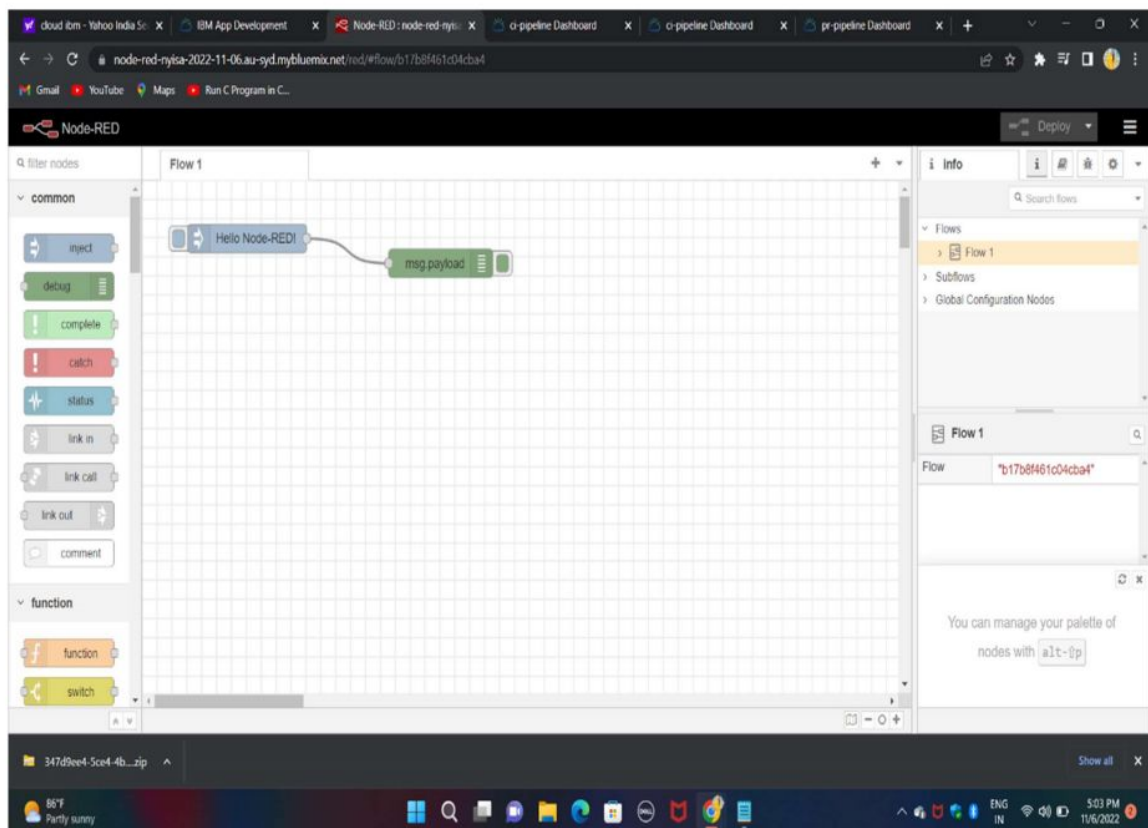 cloud ibm - Yahoo India Se
IBM App Development
Node-RED : node-red-nyisa
ci-pipeline Dashboard
ci-pipeline Dashboard
pr-pipeline Dashboard
node-red-nyisa-2022-11-06.au-syd.mybluemix.net/red/#flow/b17b8f461c04cba4
Gmail
YouTube
Maps
Run C Program in C...
Node-RED
Deploy
filter nodes
Flow 1
i info
common
Search flows
inject
Hello Node-RED!
msg.payload
Flows
Flow 1
Subflows
Global Configuration Nodes
debug
complete
catch
status
link in
link call
link out
comment
Flow 1
Flow
"b17b8f461c04cba4"
function
function
switch
You can manage your palette of
nodes with alt-⇧p
347d9ee4-5ce4-4b....zip
Show all
86°F
Partly sunny
DELL
ENG
IN
5:03 PM
11/6/2022